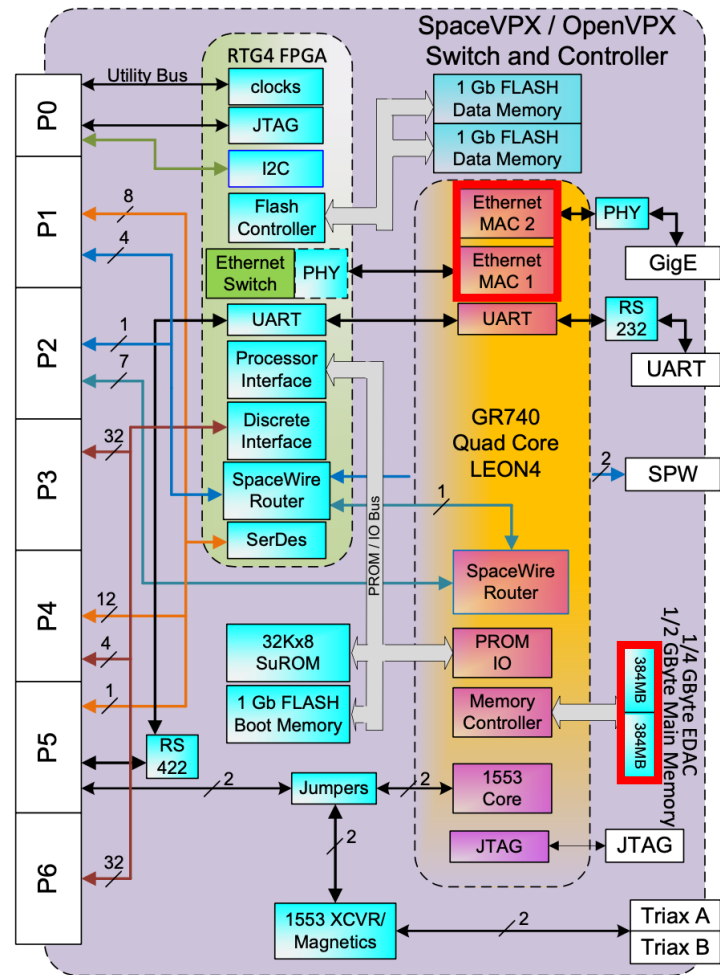 SpaceVPX / OpenVPX
Switch and Controller
RTG4 FPGA
Utility Bus
clocks
JTAG
I2C
Flash
Controller
Ethernet
Switch
PHY
UART
Processor
Interface
Discrete
Interface
SpaceWire
Router
SerDes
1 Gb FLASH
Data Memory
1 Gb FLASH
Data Memory
Ethernet
MAC 2
Ethernet
MAC 1
UART
GR740
Quad Core
LEON4
SpaceWire
Router
PROM
IO
Memory
Controller
1553
Core
JTAG
PHY
GigE
RS
232
UART
2
SPW
384MB
384MB
1/4 GByte EDAC
1/2 GByte Main Memory
JTAG
Triax A
Triax B
PROM / IO Bus
1
32Kx8
SuROM
1 Gb FLASH
Boot Memory
RS
422
Jumpers
2
2
2
1553 XCVR/
Magnetics
2
P0
P1
P2
P3
P4
P5
P6
8
4
1
7
32
12
4
1
32